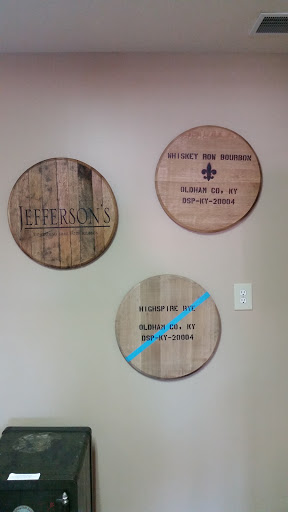 JEFFERSON'S
WHISKEY ROW BOURBON
OLDHAM CO, KY
DSP-KY-20004
HIGHSPIRE RYE
OLDHAM CO, KY
DSP-KY-20004